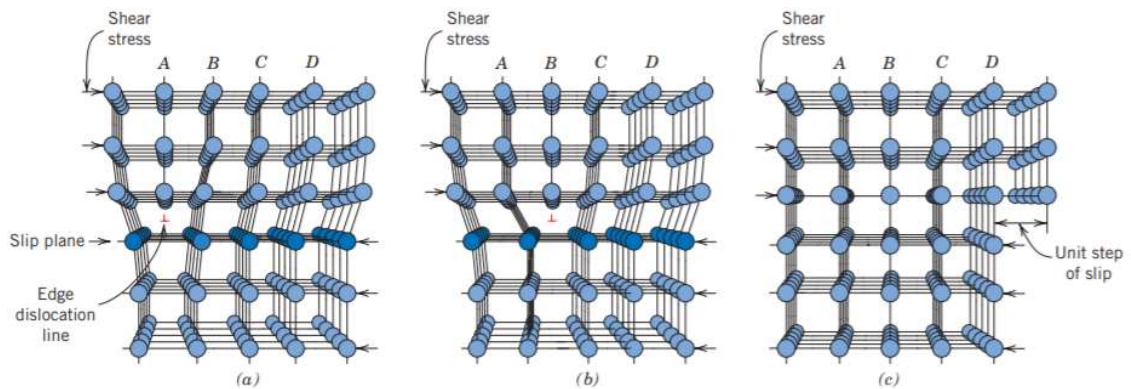 Shear
stress
A B C D
Slip plane
Edge
dislocation
line
(a)
Shear
stress
A B C D
(b)
Shear
stress
A B C D
Unit step
of slip
(c)